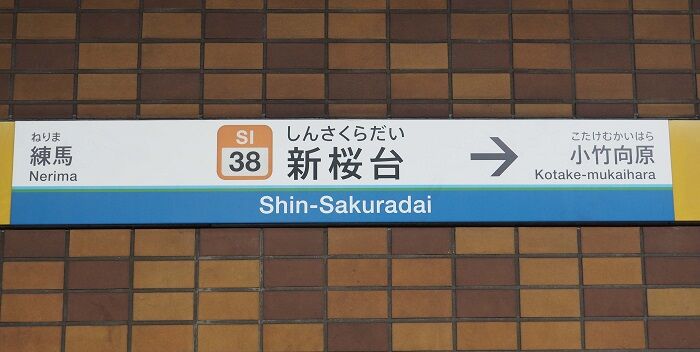 ねりま
練馬
Nerima
SI
38
しんさくらだい
新桜台
Shin-Sakuradai
→
こたけむかいはら
小竹向原
Kotake-mukaihara